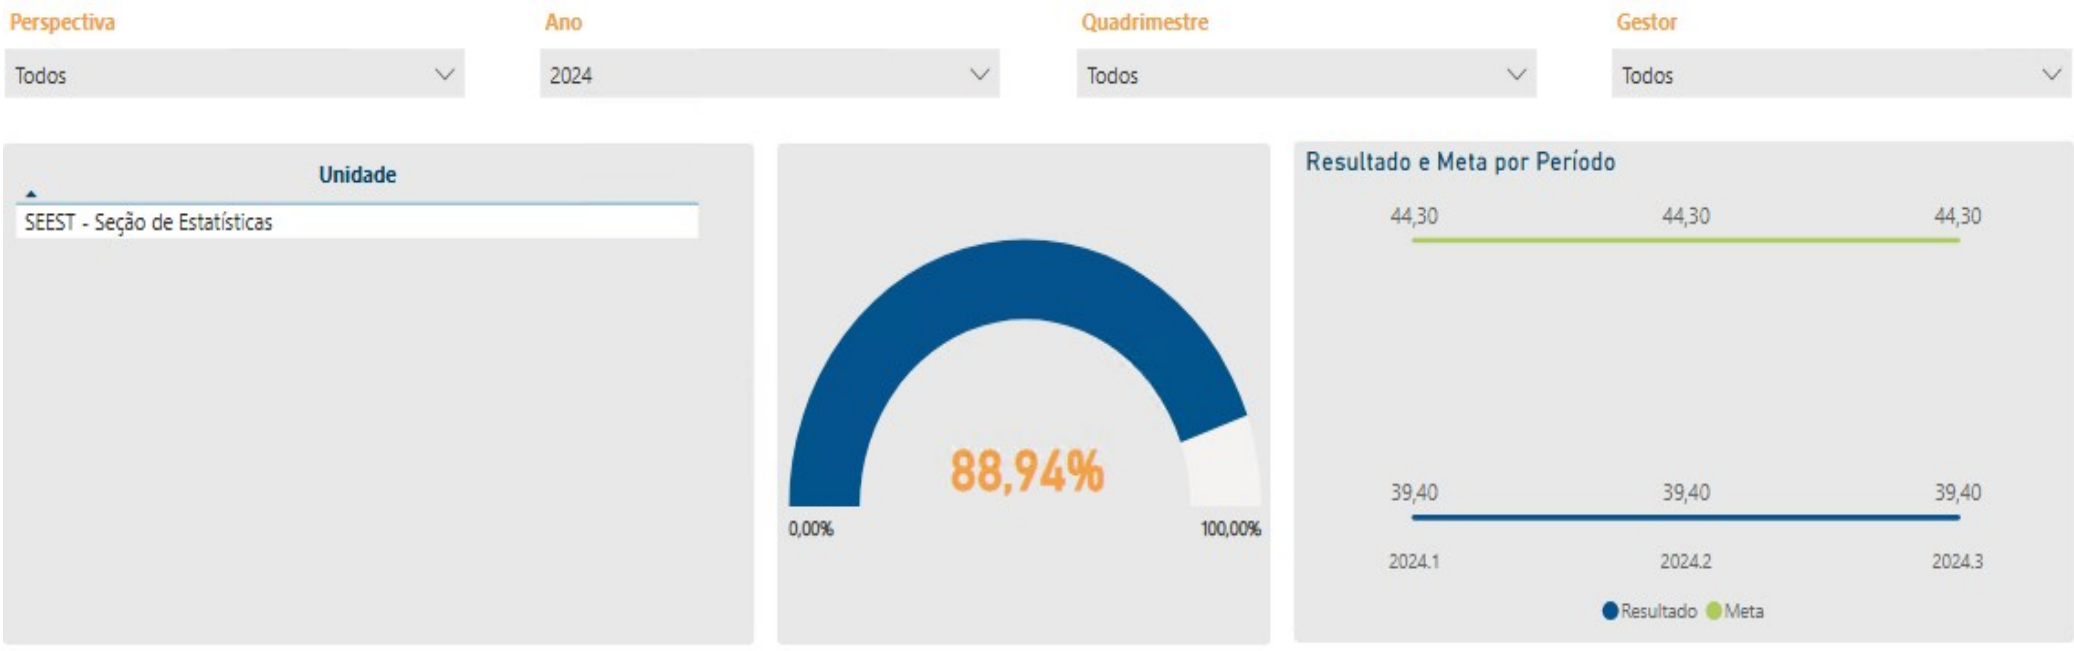 Perspectiva
Ano
Quadrimestre
Gestor
Todos
2024
Todos
Todos
Unidade
SEEST - Seção de Estatísticas
88,94%
0,00%
100,00%
Resultado e Meta por Período
44,30 44,30 44,30
39,40 39,40 39,40
2024.1 2024.2 2024.3
Resultado Meta